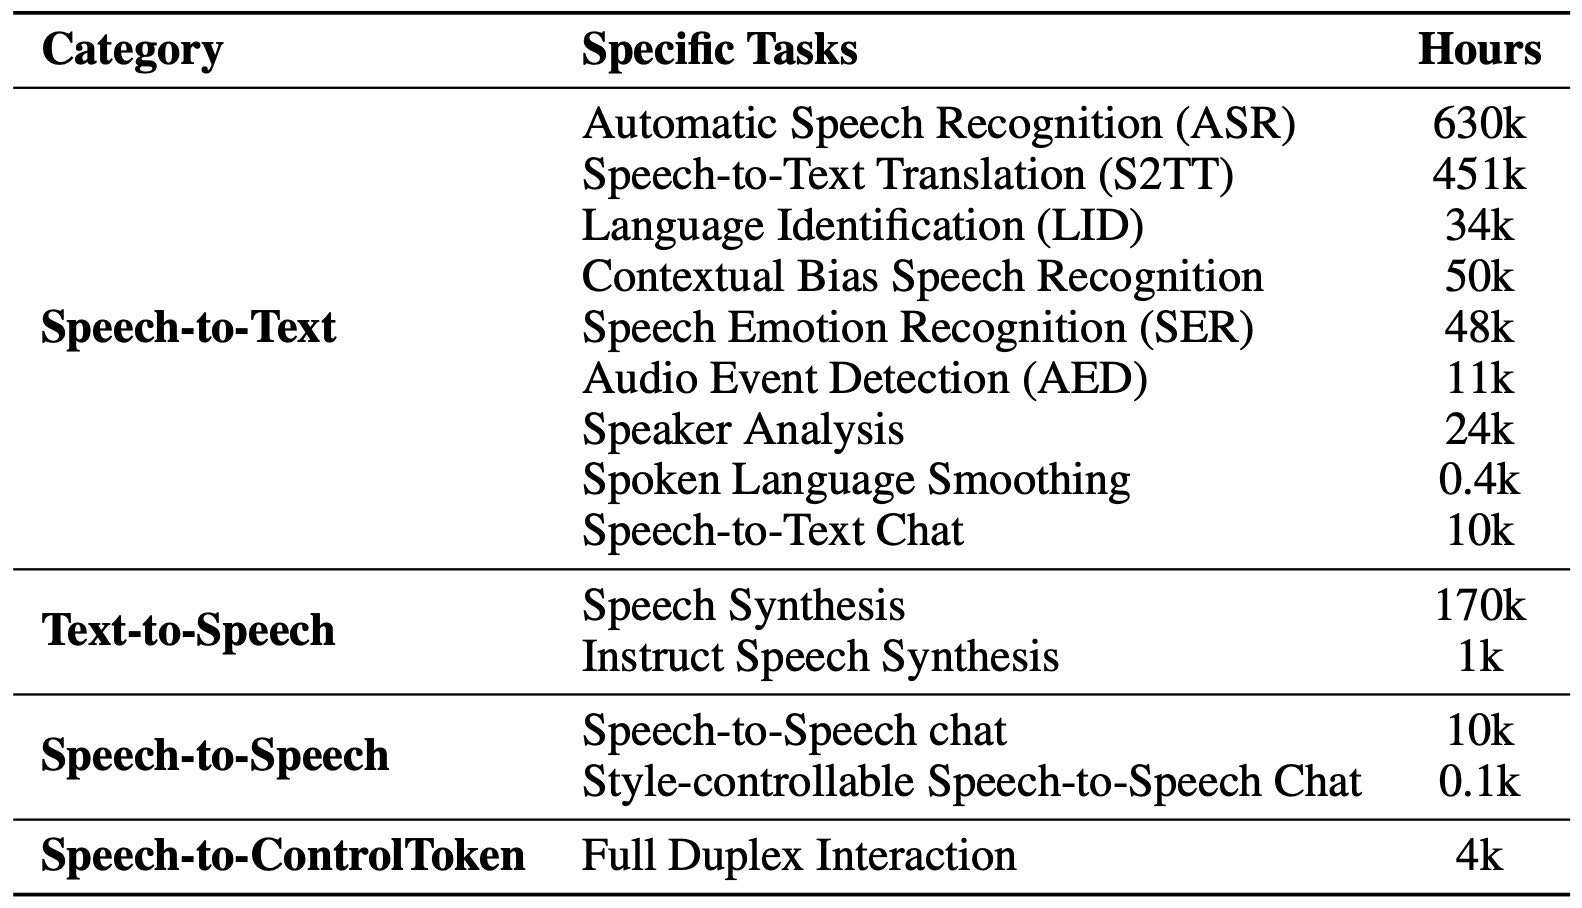 Category Specific Tasks Hours
Automatic Speech Recognition (ASR) 630k
Speech-to-Text Translation (S2TT) 451k
Language Identification (LID) 34k
Contextual Bias Speech Recognition 50k
Speech-to-Text Speech Emotion Recognition (SER) 48k
Audio Event Detection (AED) 11k
Speaker Analysis 24k
Spoken Language Smoothing 0.4k
Speech-to-Text Chat 10k
Text-to-Speech
Speech Synthesis 170k
Instruct Speech Synthesis 1k
Speech-to-Speech
Speech-to-Speech chat 10k
Style-controllable Speech-to-Speech Chat 0.1k
Speech-to-ControlToken Full Duplex Interaction 4k